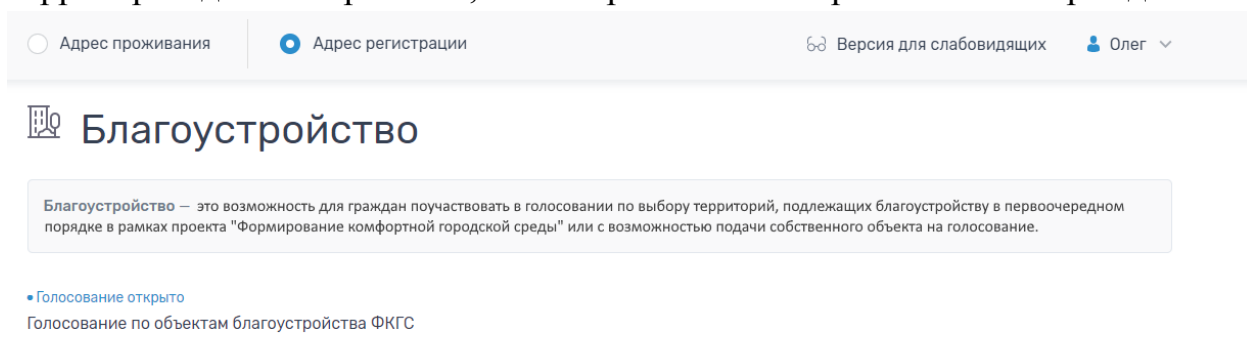 Адрес проживания Адрес регистрации Версия для слабовидящих Олег
Благоустройство
Благоустройство – это возможность для граждан поучаствовать в голосовании по выбору территорий, подлежащих благоустройству в первоочередном
порядке в рамках проекта "Формирование комфортной городской среды" или с возможностью подачи собственного объекта на голосование.
• Голосование открыто
Голосование по объектам благоустройства ФКГС